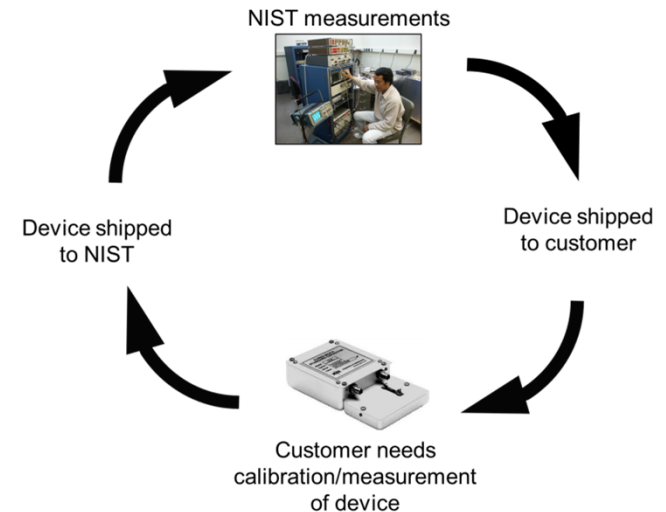 NIST measurements
Device shipped
to customer
Customer needs
calibration/measurement
of device
Device shipped
to NIST